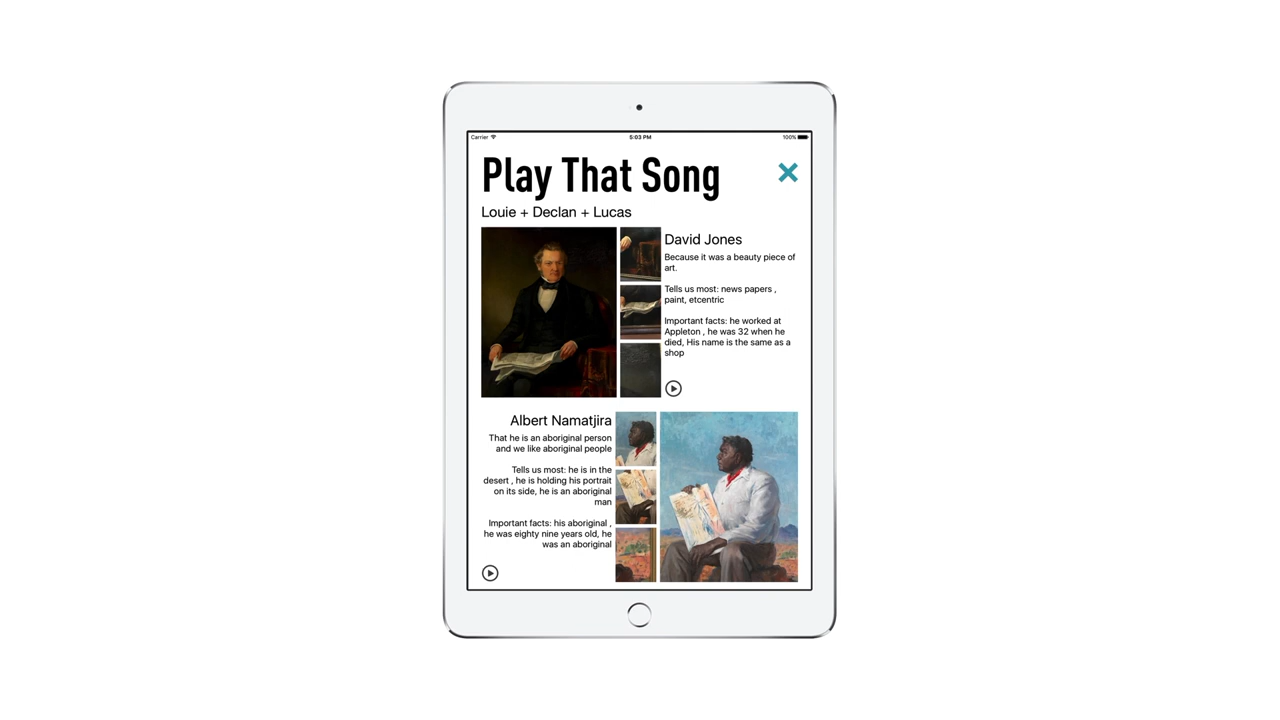 Carrier
5:03 PM
100%
Play That Song
Louie + Declan + Lucas
David Jones
Because it was a beauty piece of
art.
Tells us most: news papers ,
paint, etcentric
Important facts: he worked at
Appleton , he was 32 when he
died, His name is the same as a
shop
Albert Namatjira
That he is an aboriginal person
and we like aboriginal people
Tells us most: he is in the
desert , he is holding his portrait
on its side, he is an aboriginal
man
Important facts: his aboriginal ,
he was eighty nine years old, he
was an aboriginal